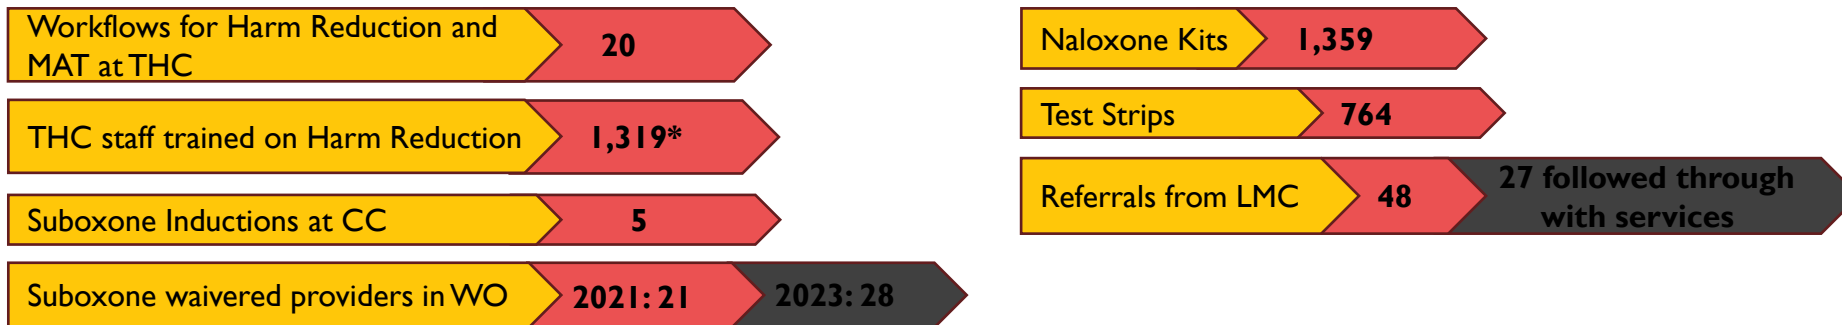 Workflows for Harm Reduction and
MAT at THC
20
THC staff trained on Harm Reduction
1,319*
Suboxone Inductions at CC
5
Suboxone waivered providers in WO
2021: 21
2023: 28
Naloxone Kits
1,359
Test Strips
764
Referrals from LMC
48
27 followed through
with services